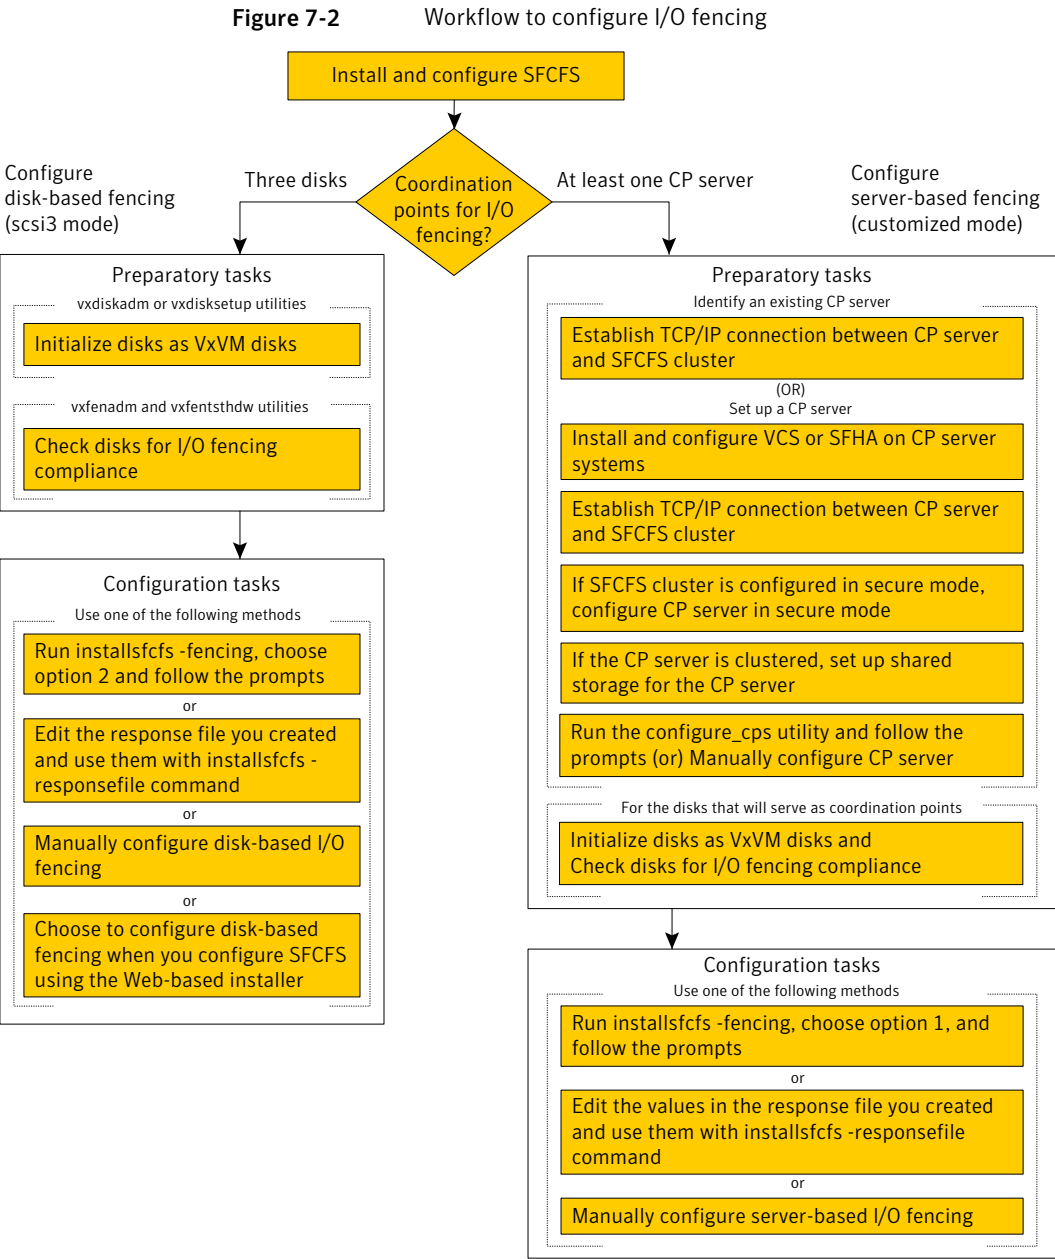 Figure 7-2 Workflow to configure I/O fencing
Install and configure SFCFS
Coordination
points for I/O
fencing?
Three disks
At least one CP server
Configure
disk-based fencing
(scsi3 mode)
Configure
server-based fencing
(customized mode)
Preparatory tasks
vxdiskadm or vxdisksetup utilities
Initialize disks as VxVM disks
vxfenadm and vxfentsthdw utilities
Check disks for I/O fencing
compliance
Configuration tasks
Use one of the following methods
Run installsfcfs -fencing, choose
option 2 and follow the prompts
or
Edit the response file you created
and use them with installsfcfs -
responsefile command
or
Manually configure disk-based I/O
fencing
or
Choose to configure disk-based
fencing when you configure SFCFS
using the Web-based installer
Preparatory tasks
Identify an existing CP server
Establish TCP/IP connection between CP server
and SFCFS cluster
(OR)
Set up a CP server
Install and configure VCS or SFHA on CP server
systems
Establish TCP/IP connection between CP server
and SFCFS cluster
If SFCFS cluster is configured in secure mode,
configure CP server in secure mode
If the CP server is clustered, set up shared
storage for the CP server
Run the configure_cps utility and follow the
prompts (or) Manually configure CP server
For the disks that will serve as coordination points
Initialize disks as VxVM disks and
Check disks for I/O fencing compliance
Configuration tasks
Use one of the following methods
Run installsfcfs -fencing, choose option 1, and
follow the prompts
or
Edit the values in the response file you created
and use them with installsfcfs -responsefile
command
or
Manually configure server-based I/O fencing